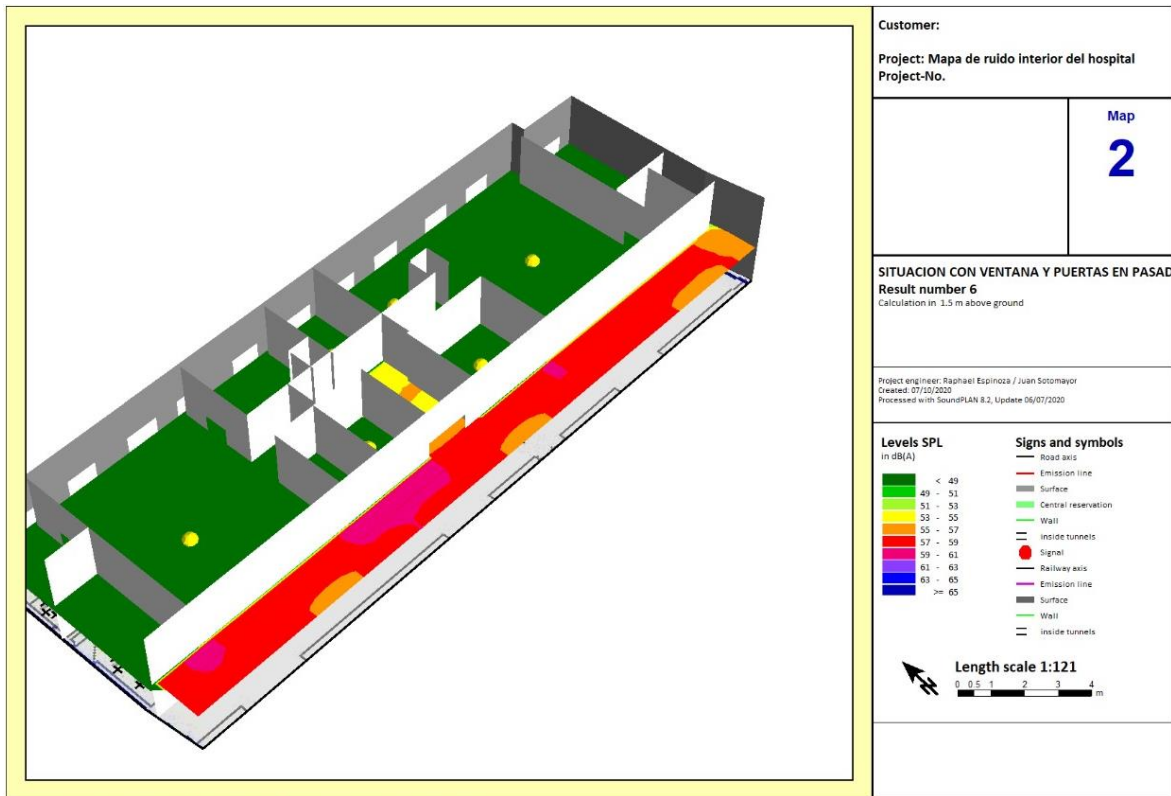 Customer:
Project: Mapa de ruido interior del hospital
Project-No.
Map
2
SITUACION CON VENTANA Y PUERTAS EN PASAD
Result number 6
Calculation in 1.5 m above ground
Project engineer: Raphael Espinoza / Juan Sotomayor
Created: 07/10/2020
Processed with SoundPLAN 8.2, Update 06/07/2020
Levels SPL
in dB(A)
< 49
49 - 51
51 - 53
53 - 55
55 - 57
57 - 59
59 - 61
61 - 63
63 - 65
>= 65
Signs and symbols
Road axis
Emission line
Surface
Central reservation
Wall
inside tunnels
Signal
Railway axis
Emission line
Surface
Wall
inside tunnels
N
Length scale 1:121
0 0.5 1 2 3 4
m